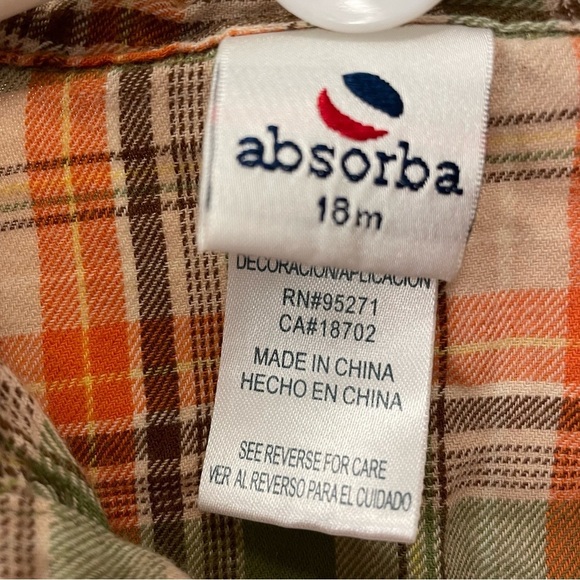 absorba
18m
DECORACION/APLICACION
RN#95271
CA#18702
MADE IN CHINA
HECHO EN CHINA
SEE REVERSE FOR CARE
VER AL REVERSO PARA EL CUIDADO